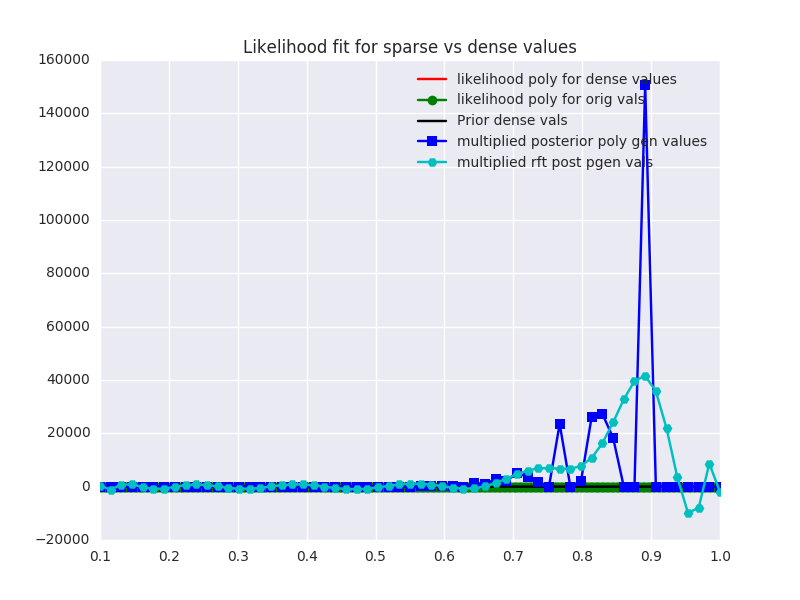 Likelihood fit for sparse vs dense values
160000
140000
120000
100000
80000
60000
40000
20000
0
−20000
likelihood poly for dense values
likelihood poly for orig vals
Prior dense vals
multiplied posterior poly gen values
multiplied rft post pgen vals
0.1 0.2 0.3 0.4 0.5 0.6 0.7 0.8 0.9 1.0